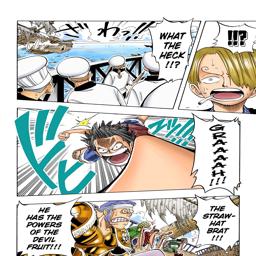 !!?
WHAT
THE
HECK
!!?
ざわっ!!
GRAAAAH!!!
THE
STRAW-
HAT
BRAT
!!!
HE
HAS THE
POWERS
OF THE
DEVIL
FRUIT!!!